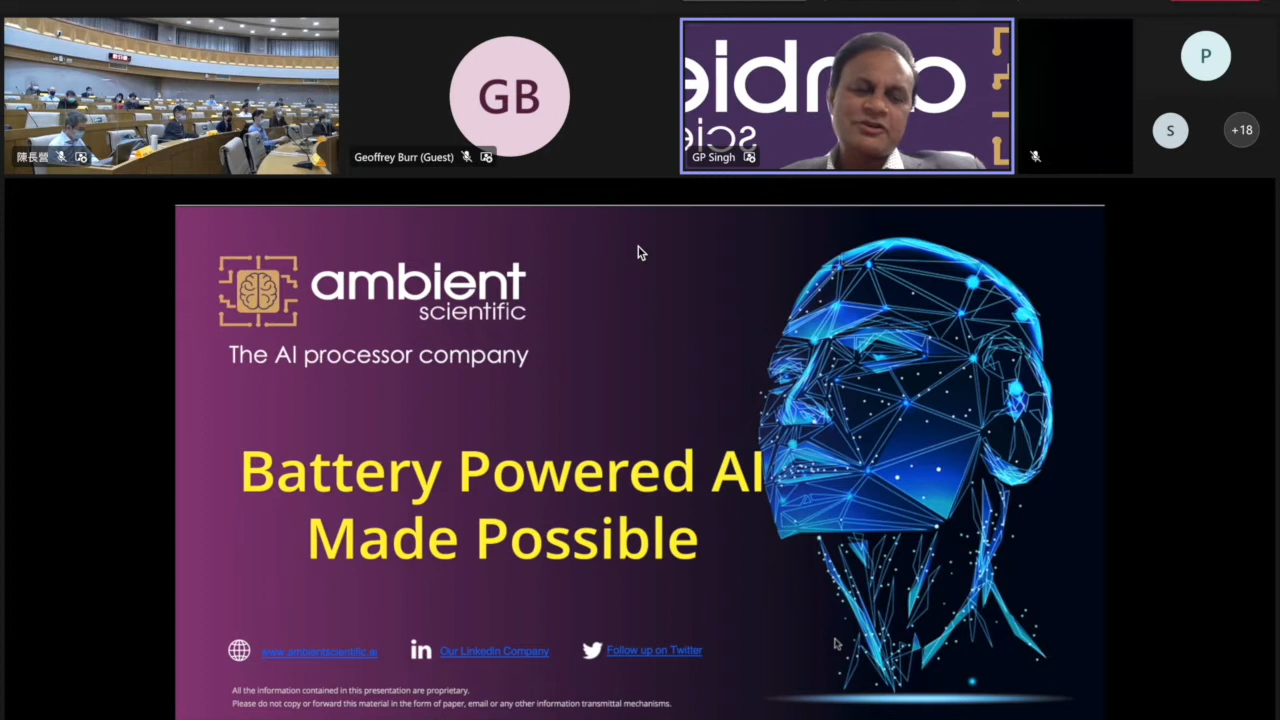 GB
P
S
+18
陳長營
Geoffrey Burr (Guest)
GP Singh
ambient
scientific
The AI processor company
Battery Powered AI
Made Possible
www.ambientscientific.ai
Our LinkedIn Company
Follow up on Twitter
All the information contained in this presentation are proprietary.
Please do not copy or forward this material in the form of paper, email or any other information transmittal mechanisms.